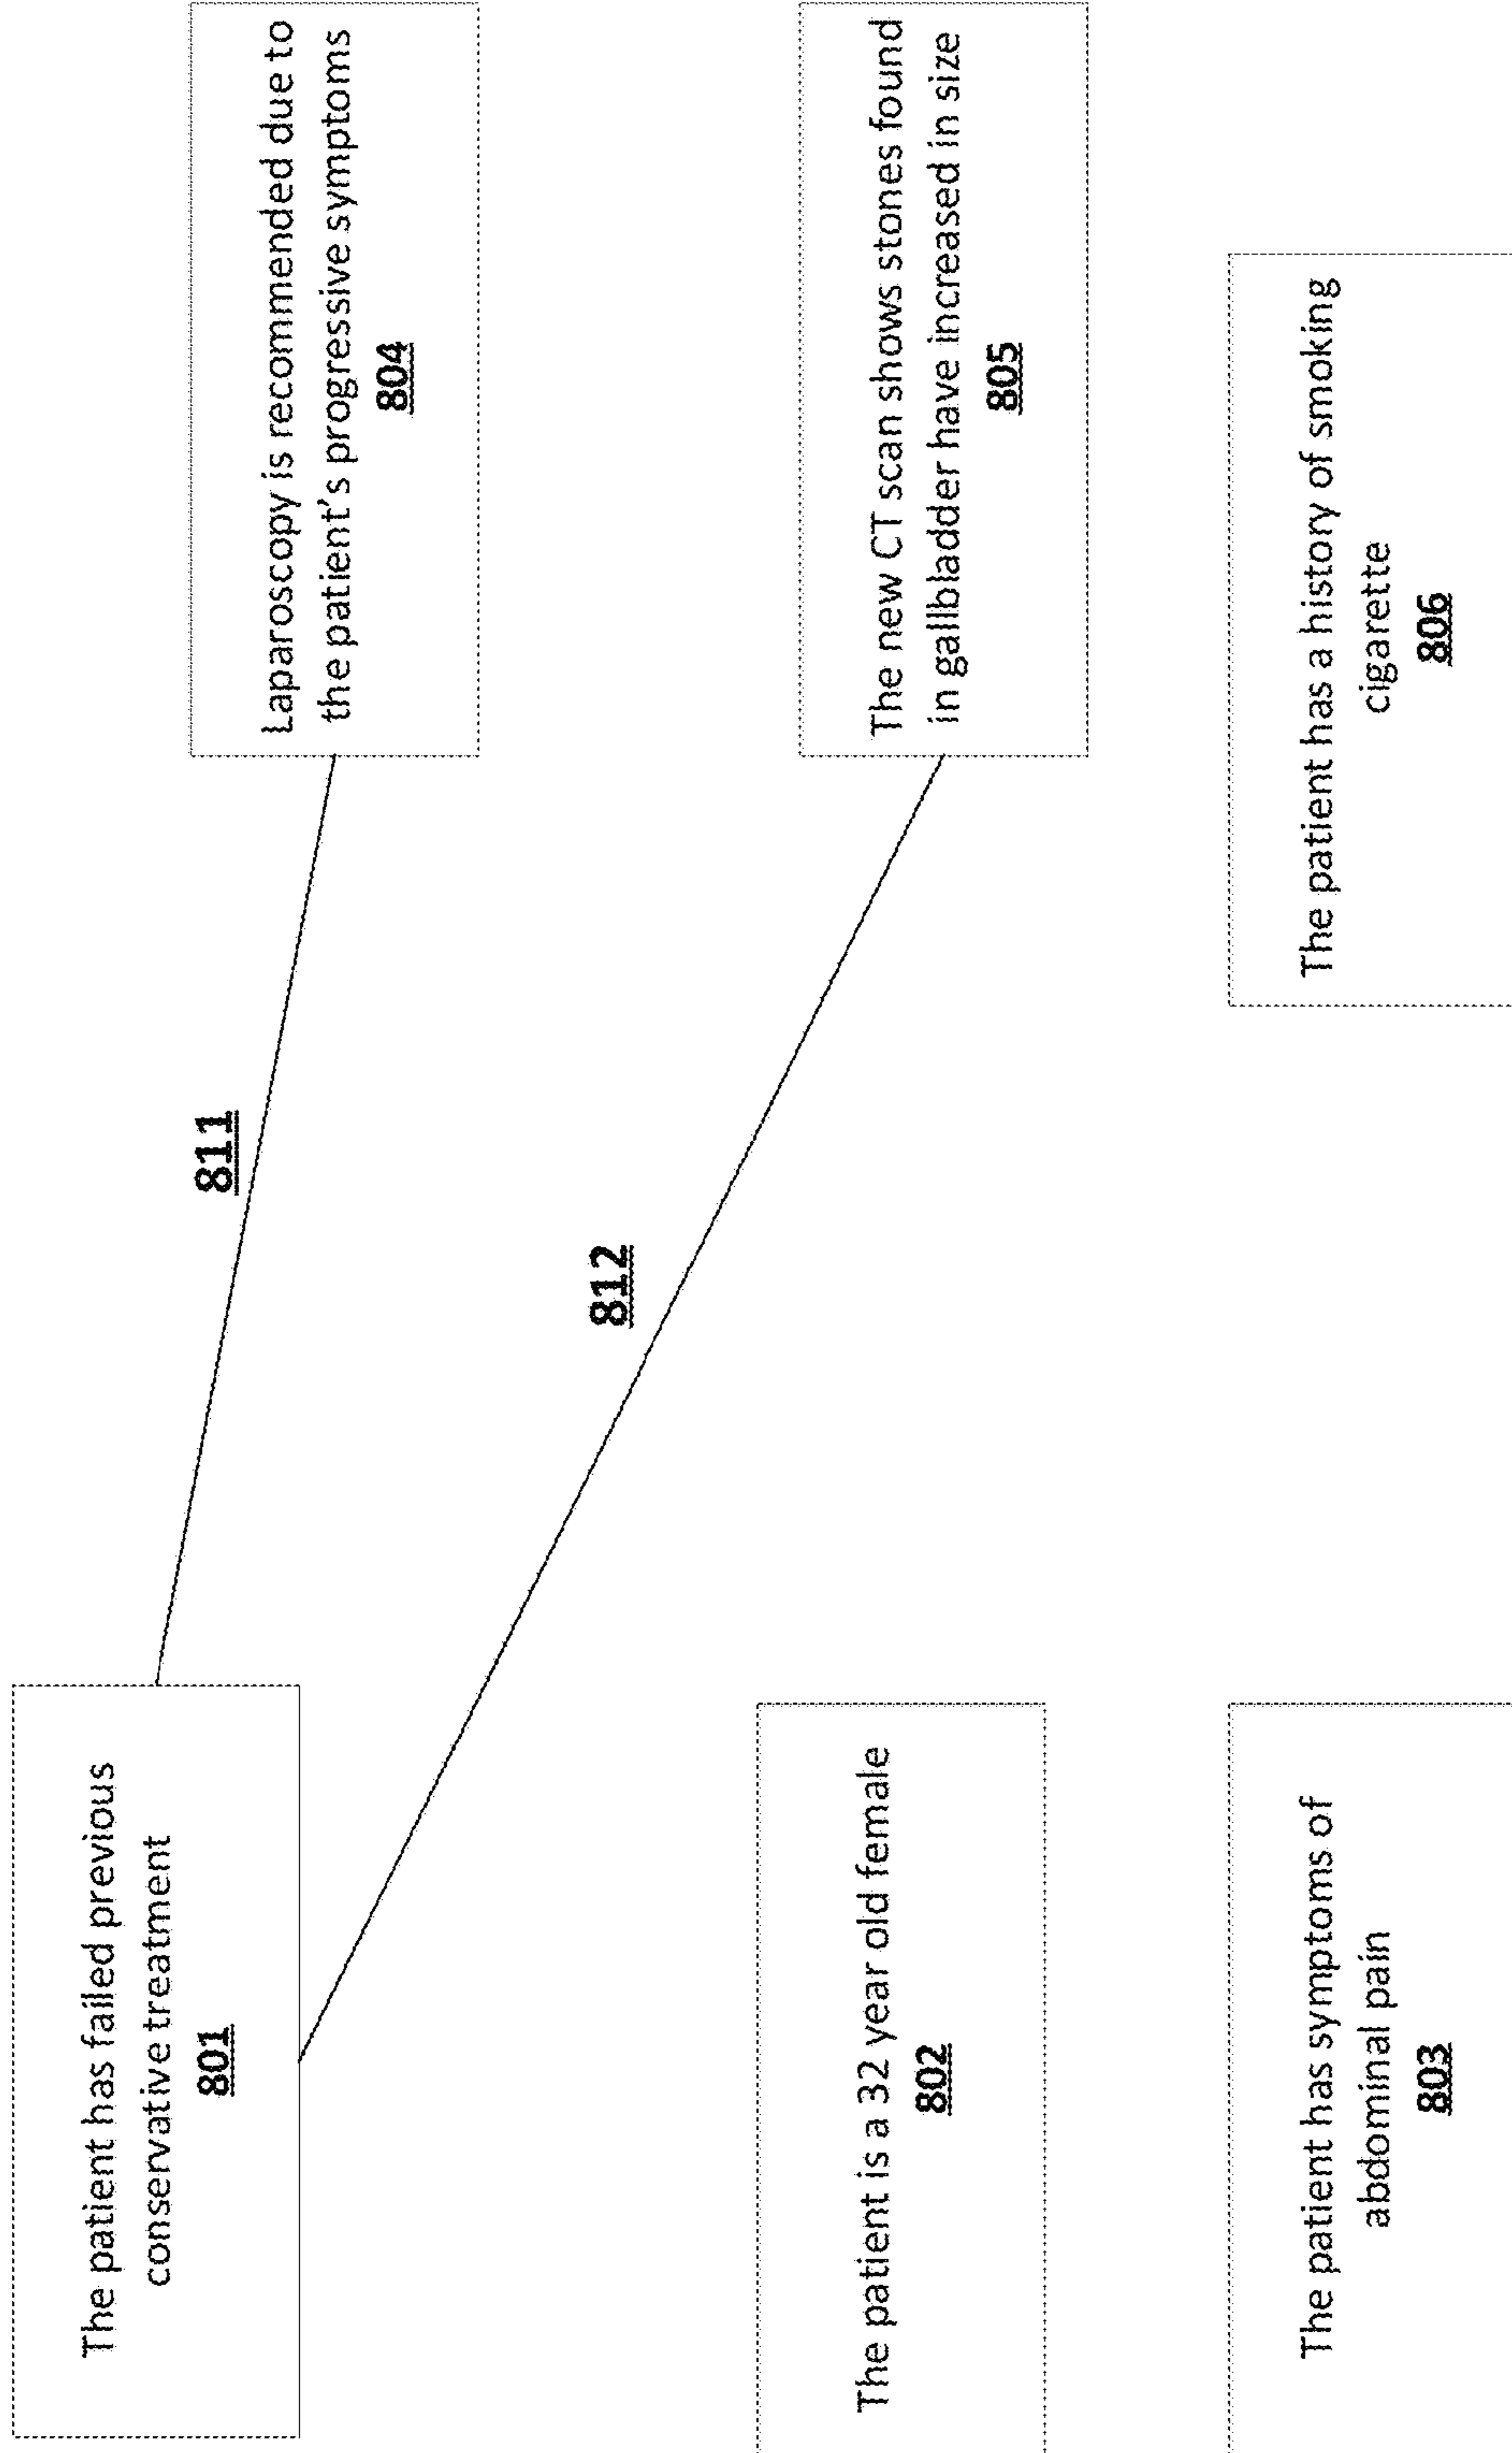 The patient has failed previous
conservative treatment
801
811
Laparoscopy is recommended due to
the patient's progressive symptoms
804
812
The patient is a 32 year old female
802
The new CT scan shows stones found
in gallbladder have increased in size
805
The patient has symptoms of
abdominal pain
803
The patient has a history of smoking
cigarette
806